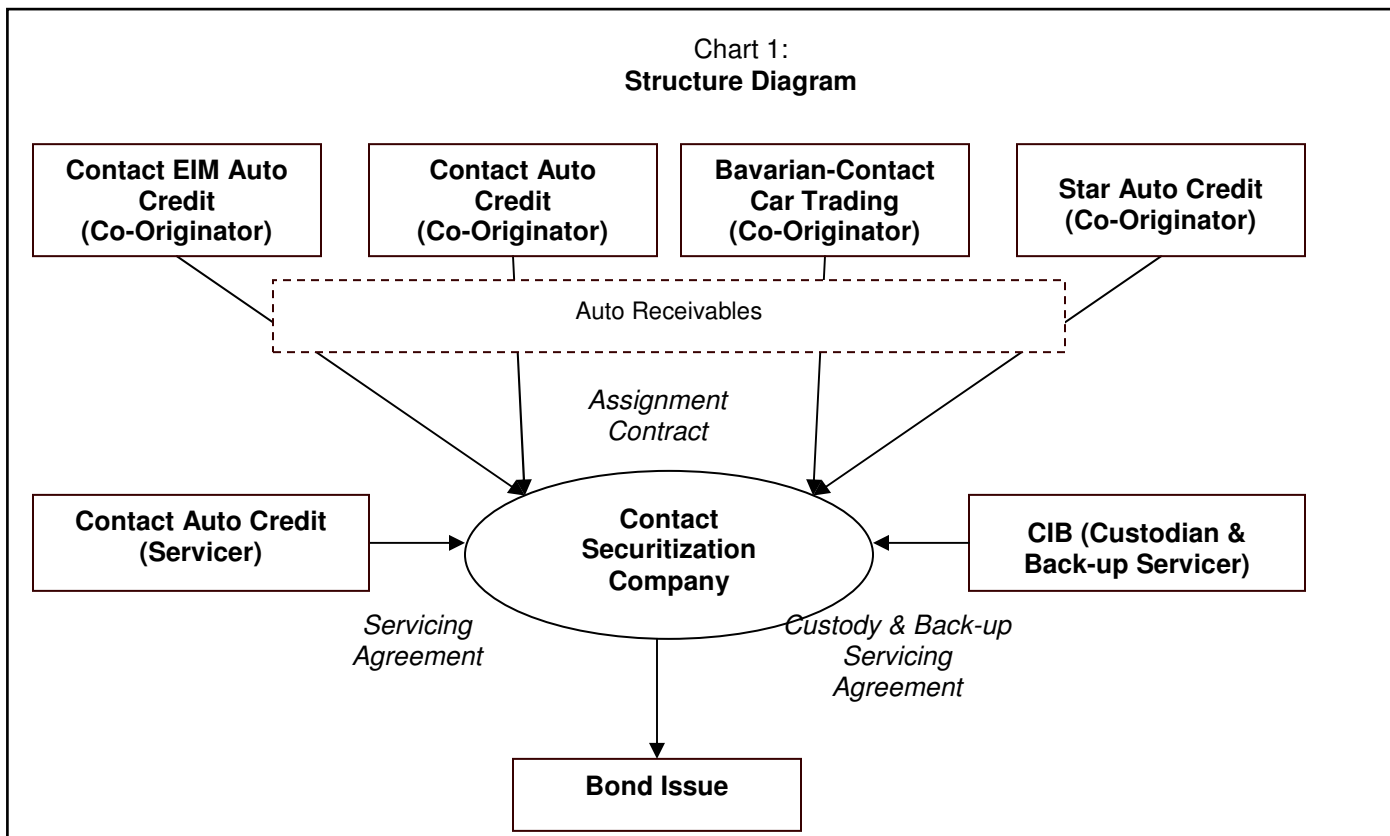 Chart 1:
Structure Diagram
Contact EIM Auto
Credit
(Co-Originator)
Contact Auto
Credit
(Co-Originator)
Bavarian-Contact
Car Trading
(Co-Originator)
Star Auto Credit
(Co-Originator)
Auto Receivables
Assignment
Contract
Contact Auto Credit
(Servicer)
Contact
Securitization
Company
CIB (Custodian &
Back-up Servicer)
Servicing
Agreement
Custody & Back-up
Servicing
Agreement
Bond Issue